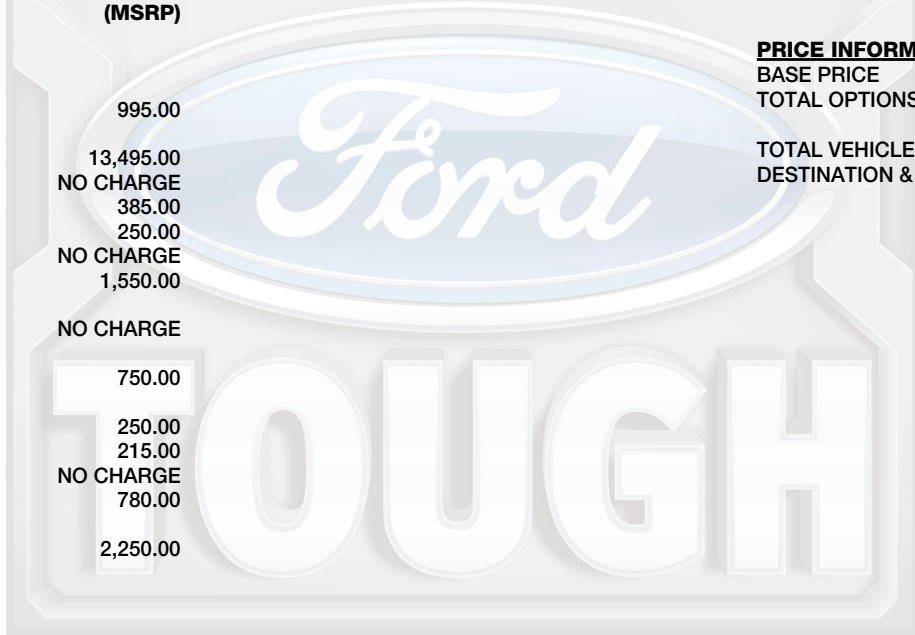 (MSRP)
995.00
13,495.00
NO CHARGE
385.00
250.00
NO CHARGE
1,550.00
NO CHARGE
750.00
250.00
215.00
NO CHARGE
780.00
2,250.00
PRICE INFORM
BASE PRICE
TOTAL OPTIONS
TOTAL VEHICLE
DESTINATION &
Ford
TOUGH